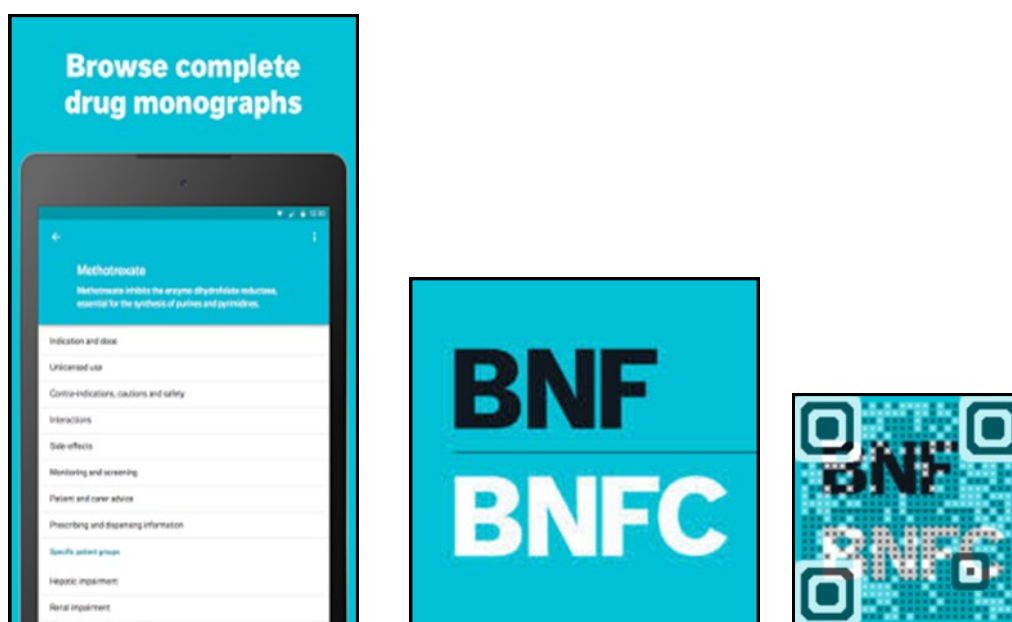 Browse complete
drug monographs
12:30
Methotrexate
Methotrexate inhibits the enzyme dihydrofolate reductase,
essential for the synthesis of purines and pyrimidines.
Indication and dose
Unlicensed use
Contra-indications, cautions and safety
Interactions
Side-effects
Monitoring and screening
Patient and carer advice
Prescribing and dispensing information
Specific patient groups
Hepatic impairment
Renal impairment
BNF
BNFC
BNF
BNFC